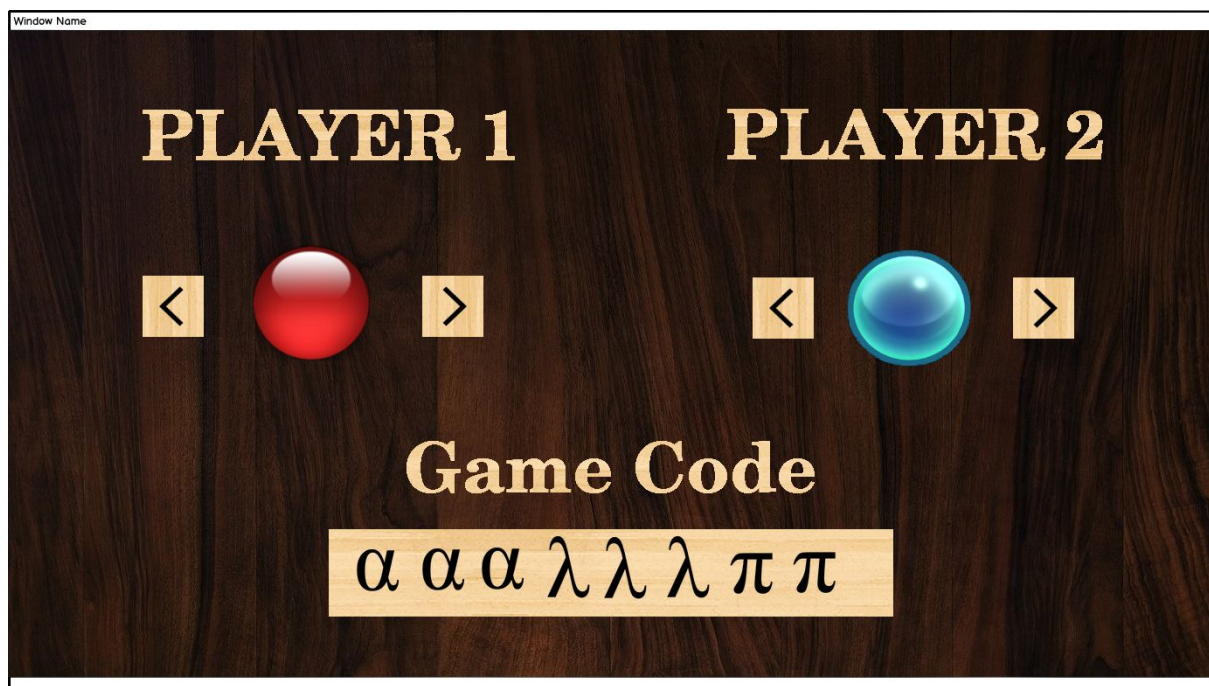 Window Name
PLAYER 1 PLAYER 2
< > < >
Game Code
α α α λ λ λ π π